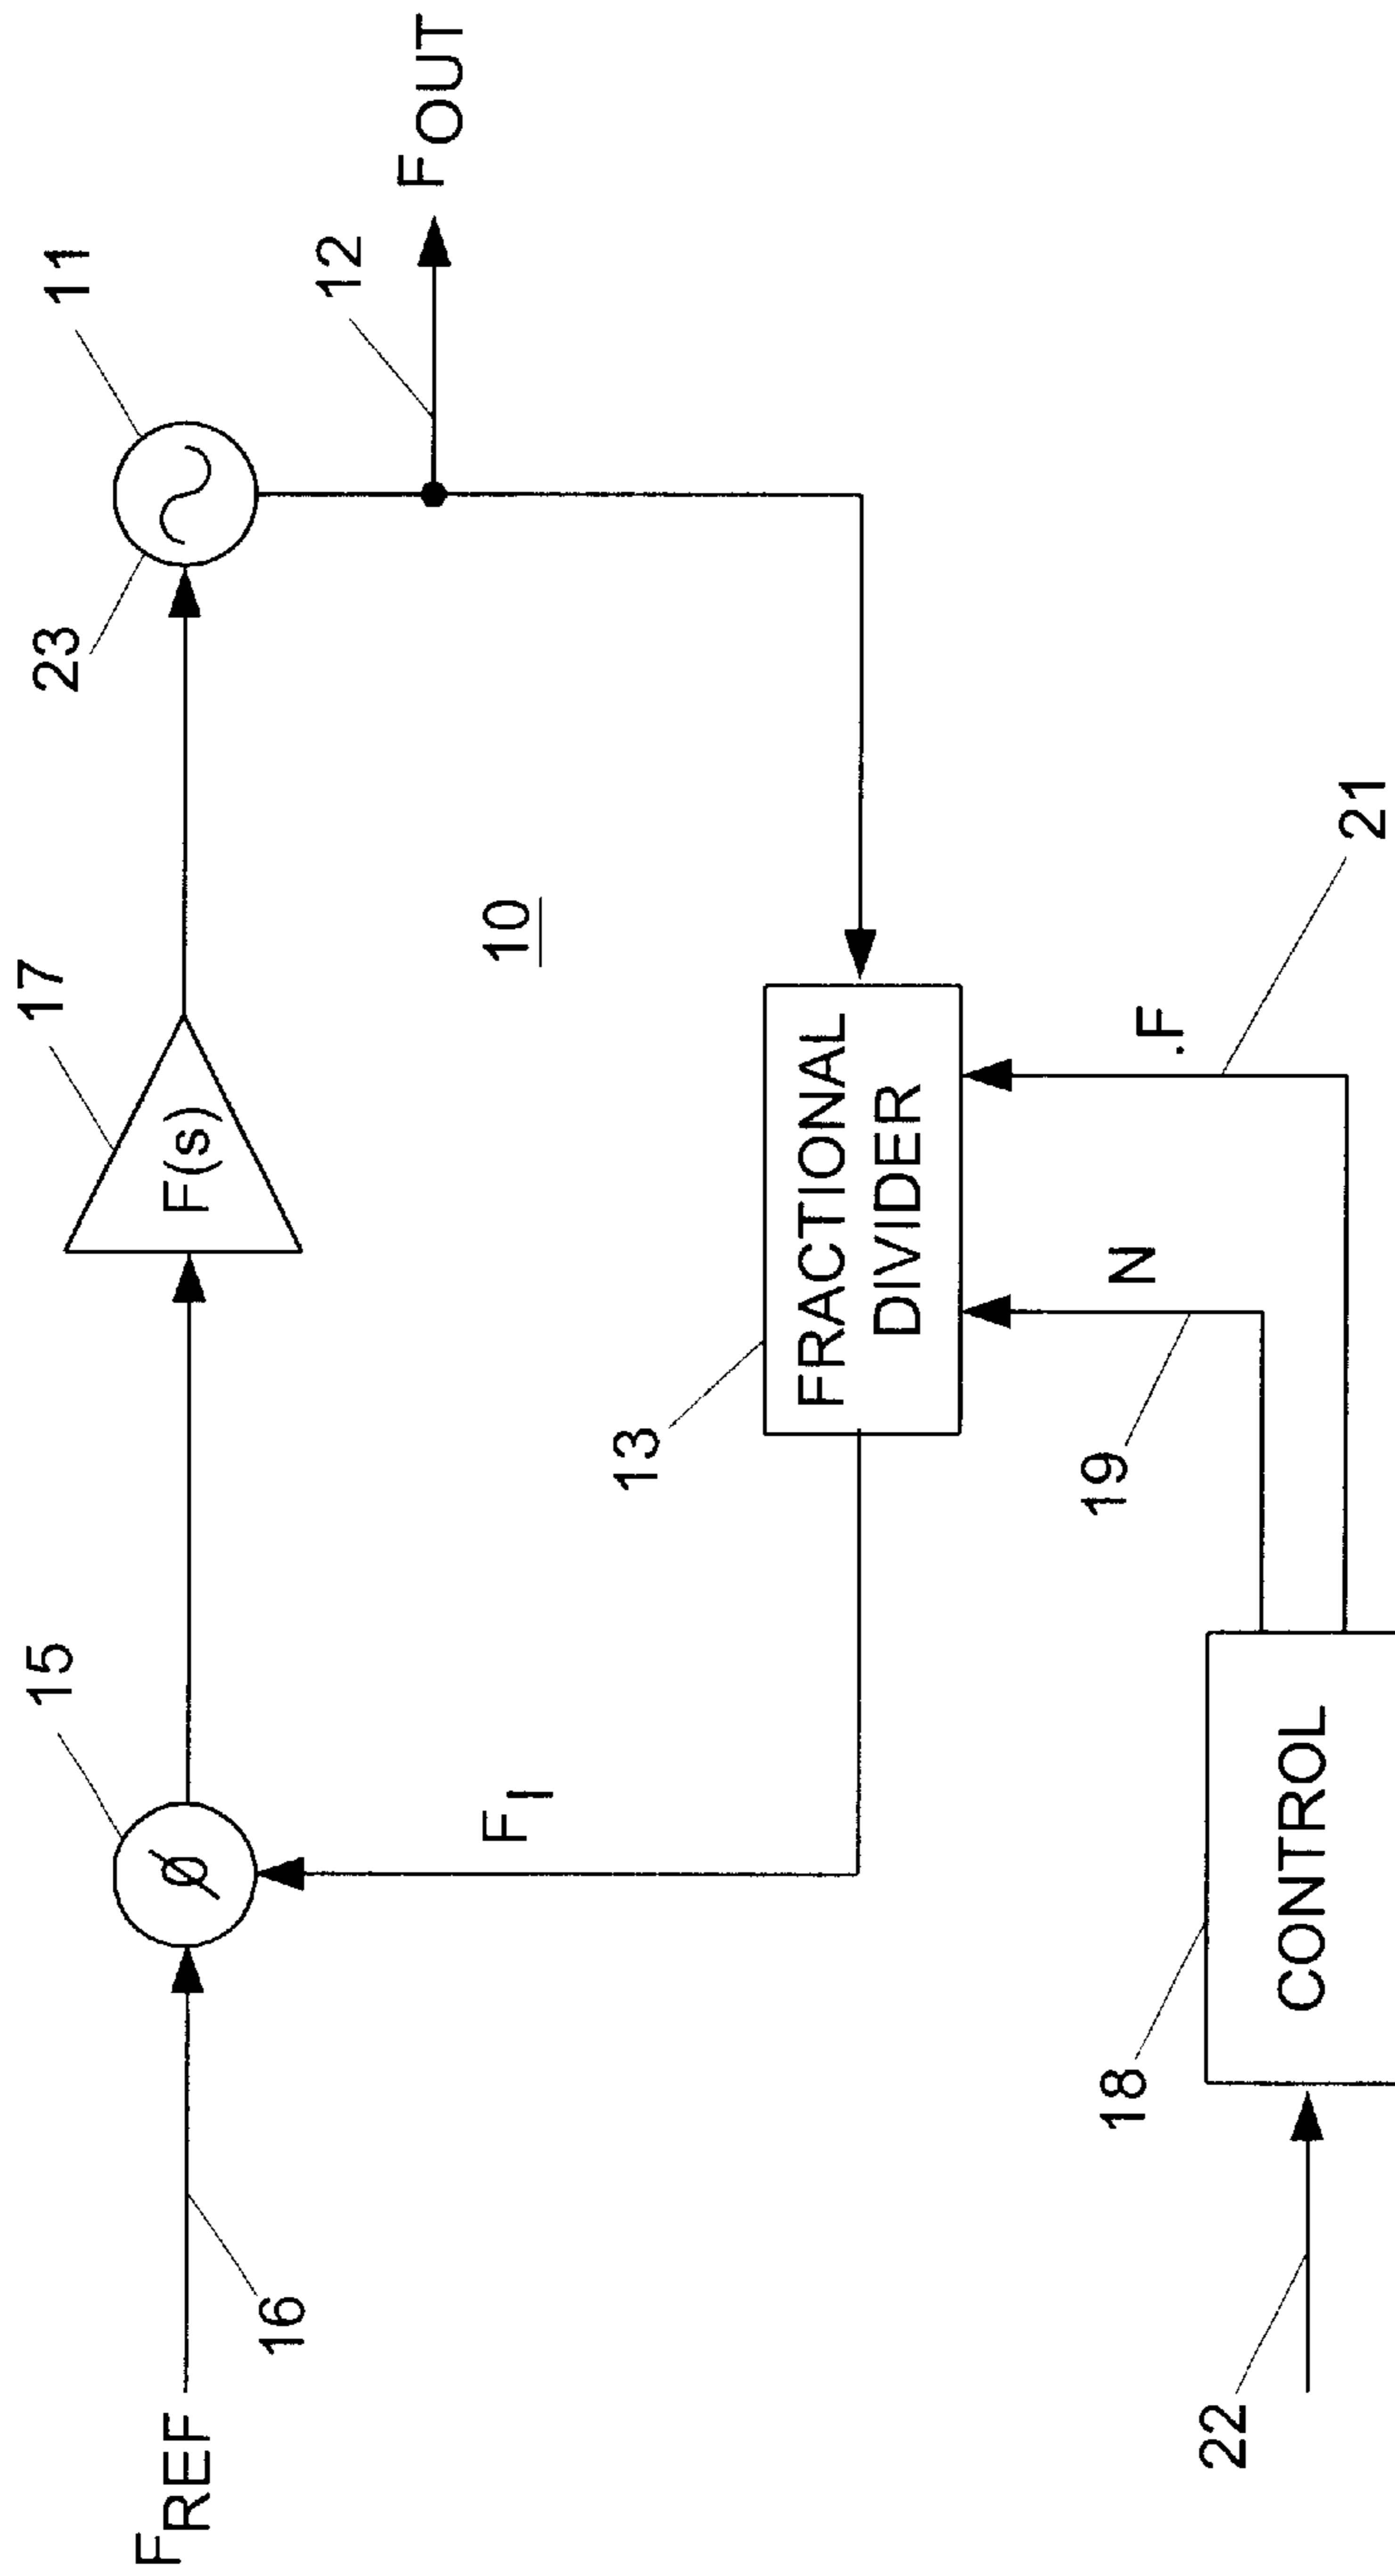 17
11
15
23
F(s)
12
FREF
16
FOUT
FI
10
13
FRACTIONAL
DIVIDER
N
.F
19
21
18
CONTROL
22